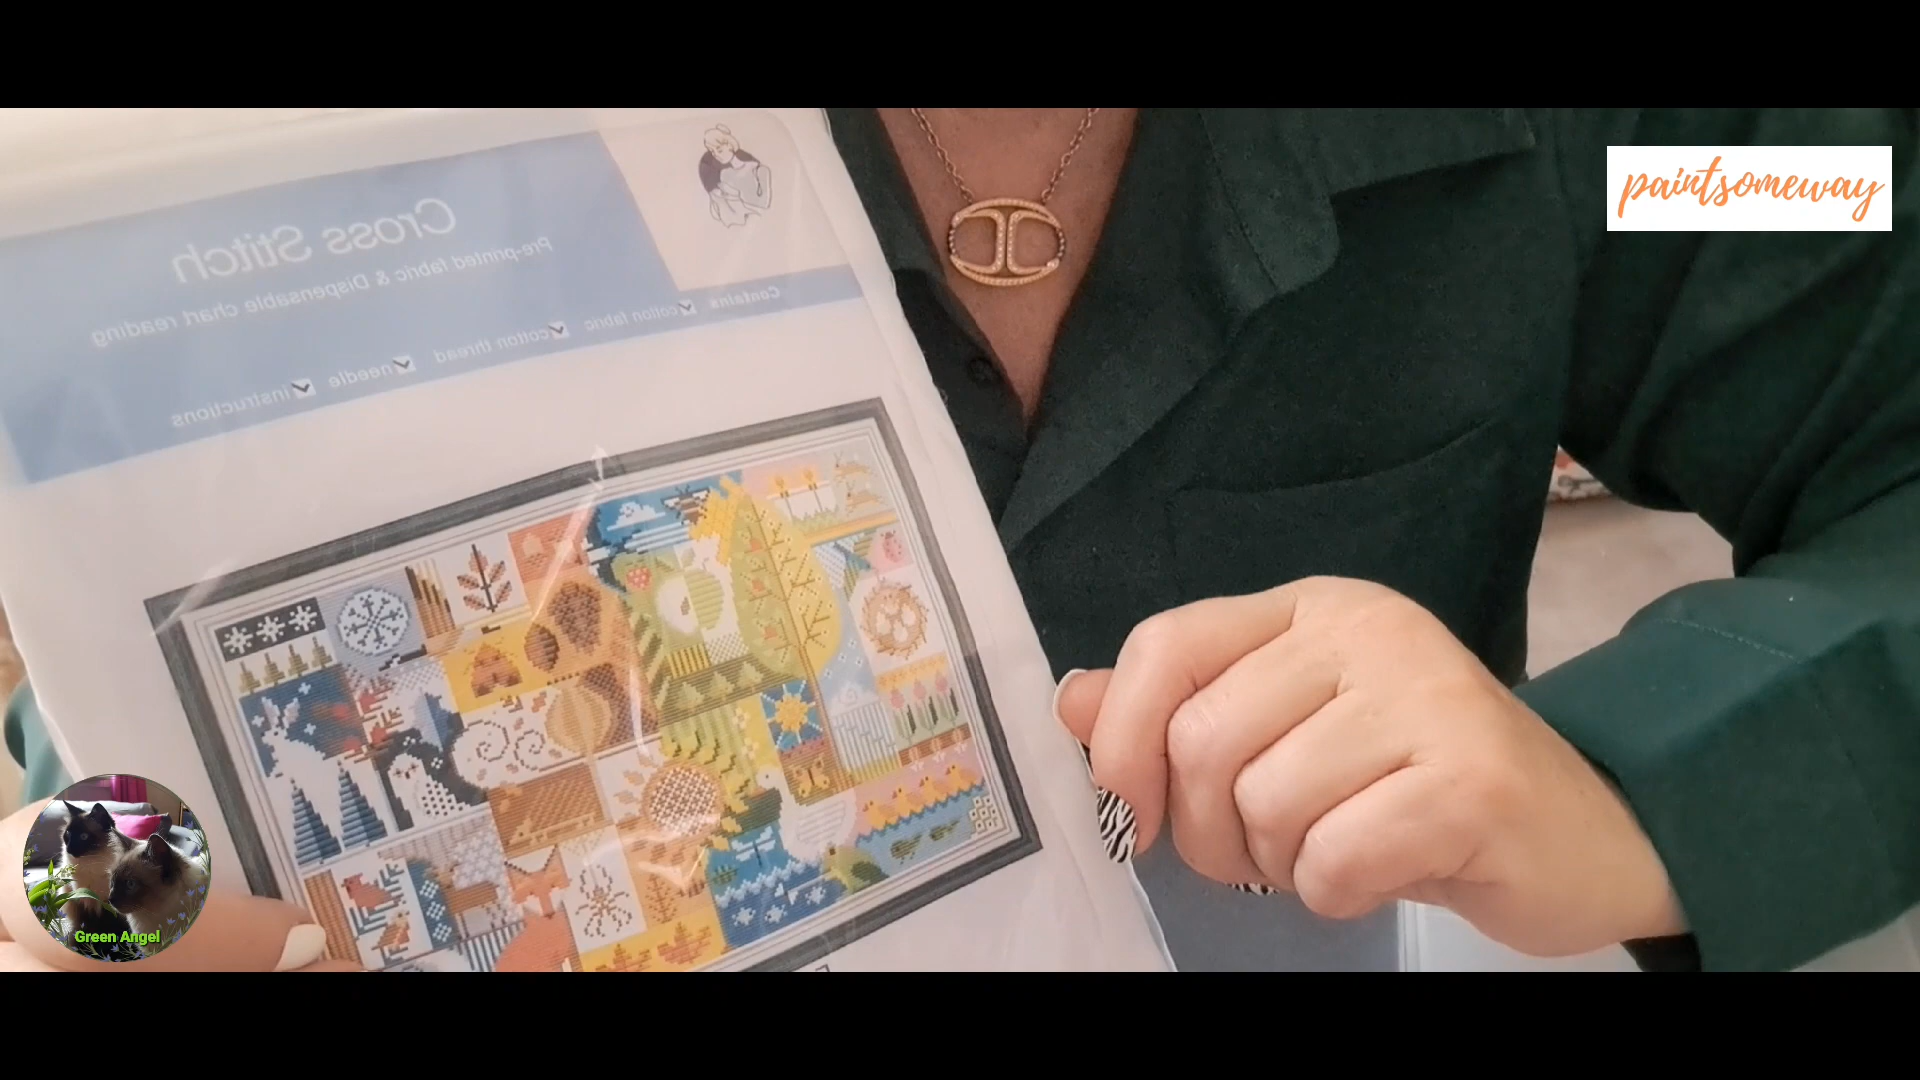 Cross Stitch
Pre-printed fabric & Dispensable chart reading
Contains cotton fabric cotton thread
needle instructions
paintsomeway
Green Angel